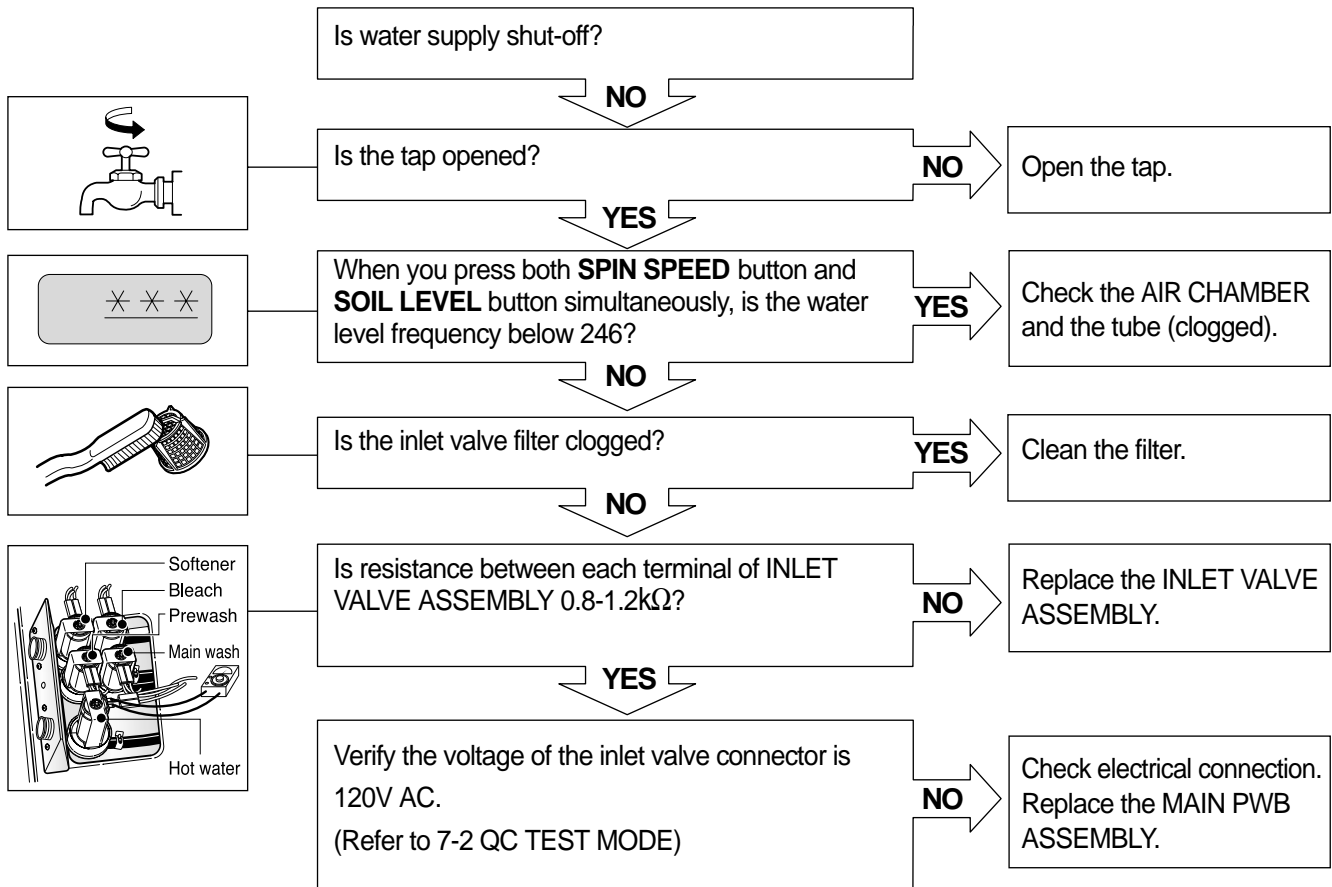 Is water supply shut-off?
NO
Is the tap opened?
NO
Open the tap.
YES
When you press both SPIN SPEED button and
SOIL LEVEL button simultaneously, is the water
level frequency below 246?
YES
Check the AIR CHAMBER
and the tube (clogged).
NO
Is the inlet valve filter clogged?
YES
Clean the filter.
NO
Softener
Bleach
Prewash
Main wash
Hot water
Is resistance between each terminal of INLET
VALVE ASSEMBLY 0.8-1.2kΩ?
NO
Replace the INLET VALVE
ASSEMBLY.
YES
Verify the voltage of the inlet valve connector is
120V AC.
(Refer to 7-2 QC TEST MODE)
NO
Check electrical connection.
Replace the MAIN PWB
ASSEMBLY.